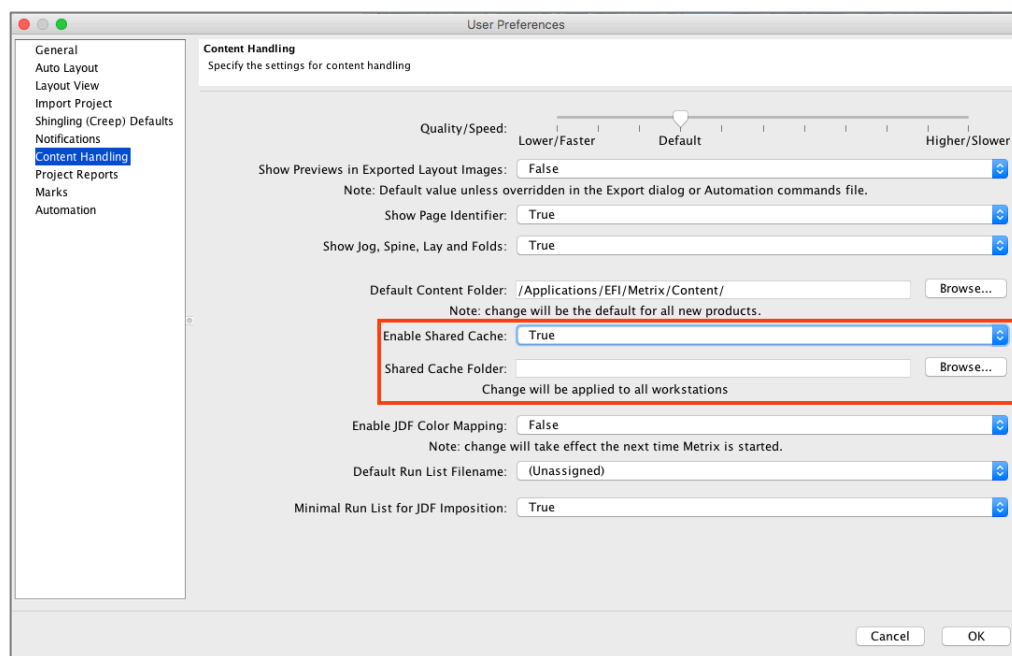 User Preferences
General
Auto Layout
Layout View
Import Project
Shingling (Creep) Defaults
Notifications
Content Handling
Project Reports
Marks
Automation
Content Handling
Specify the settings for content handling
Quality/Speed:
Lower/Faster Default Higher/Slower
Show Previews in Exported Layout Images: False
Note: Default value unless overridden in the Export dialog or Automation commands file.
Show Page Identifier: True
Show Jog, Spine, Lay and Folds: True
Default Content Folder: /Applications/EFI/Metrix/Content/ Browse...
Note: change will be the default for all new products.
Enable Shared Cache: True
Shared Cache Folder: Browse...
Change will be applied to all workstations
Enable JDF Color Mapping: False
Note: change will take effect the next time Metrix is started.
Default Run List Filename: (Unassigned)
Minimal Run List for JDF Imposition: True
Cancel OK